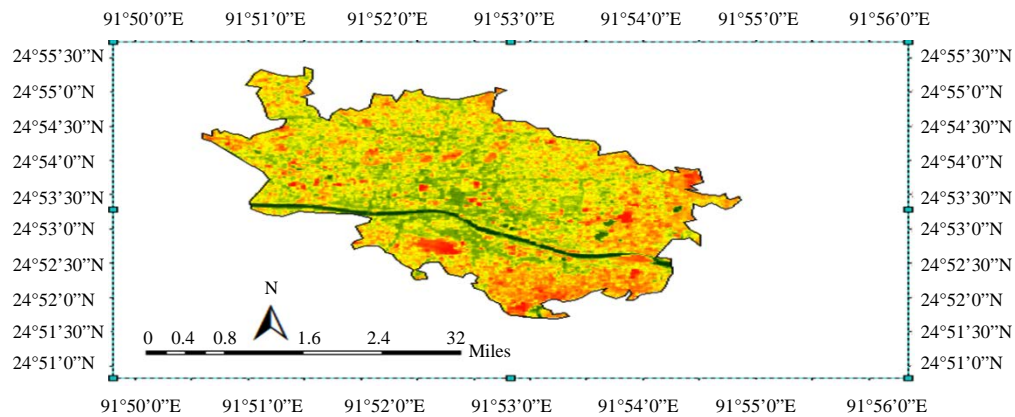 91°50’0”E 91°51’0”E 91°52’0”E 91°53’0”E 91°54’0”E 91°55’0”E 91°56’0”E
24°55’30”N 24°55’30”N
24°55’0”N 24°55’0”N
24°54’30”N 24°54’30”N
24°54’0”N 24°54’0”N
24°53’30”N 24°53’30”N
24°53’0”N 24°53’0”N
24°52’30”N 24°52’30”N
24°52’0”N 24°52’0”N
24°51’30”N 24°51’30”N
24°51’0”N 24°51’0”N
N
0 0.4 0.8 1.6 2.4 32
Miles
91°50’0”E 91°51’0”E 91°52’0”E 91°53’0”E 91°54’0”E 91°55’0”E 91°56’0”E